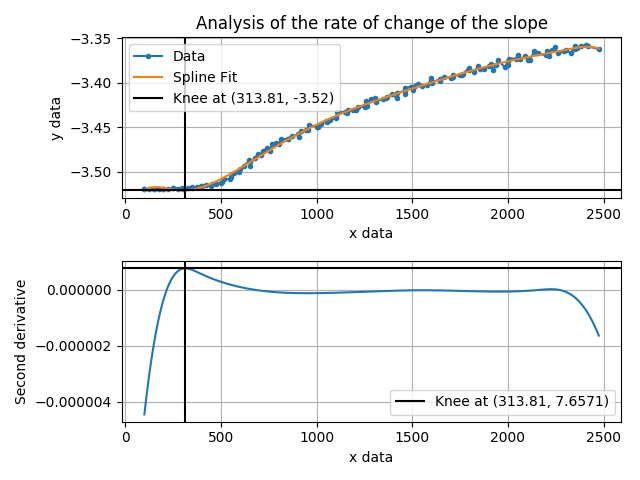 Analysis of the rate of change of the slope
−3.35
−3.40
−3.45
−3.50
y data
Data
Spline Fit
Knee at (313.81, -3.52)
0
500
1000
1500
2000
2500
x data
0.000000
−0.000002
−0.000004
Second derivative
Knee at (313.81, 7.6571)
0
500
1000
1500
2000
2500
x data